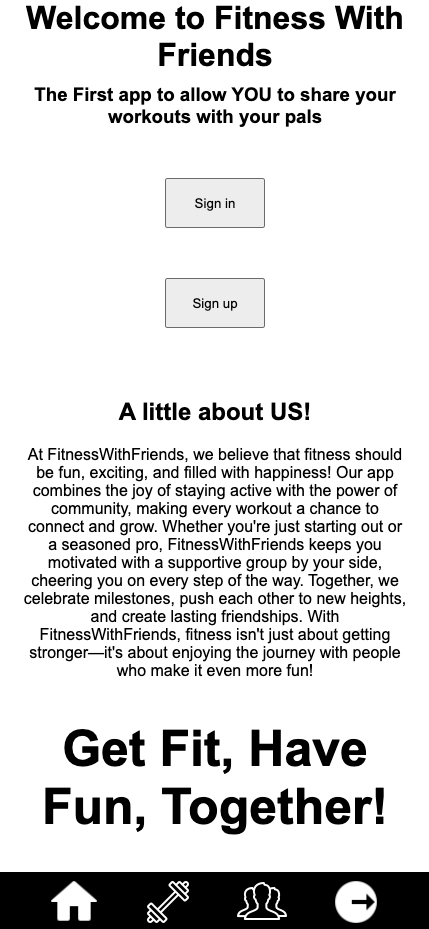 Welcome to Fitness With
Friends
The First app to allow YOU to share your
workouts with your pals
Sign in
Sign up
A little about US!
At FitnessWithFriends, we believe that fitness should
be fun, exciting, and filled with happiness! Our app
combines the joy of staying active with the power of
community, making every workout a chance to
connect and grow. Whether you're just starting out or
a seasoned pro, FitnessWithFriends keeps you
motivated with a supportive group by your side,
cheering you on every step of the way. Together, we
celebrate milestones, push each other to new heights,
and create lasting friendships. With
FitnessWithFriends, fitness isn't just about getting
stronger—it's about enjoying the journey with people
who make it even more fun!
Get Fit, Have
Fun, Together!